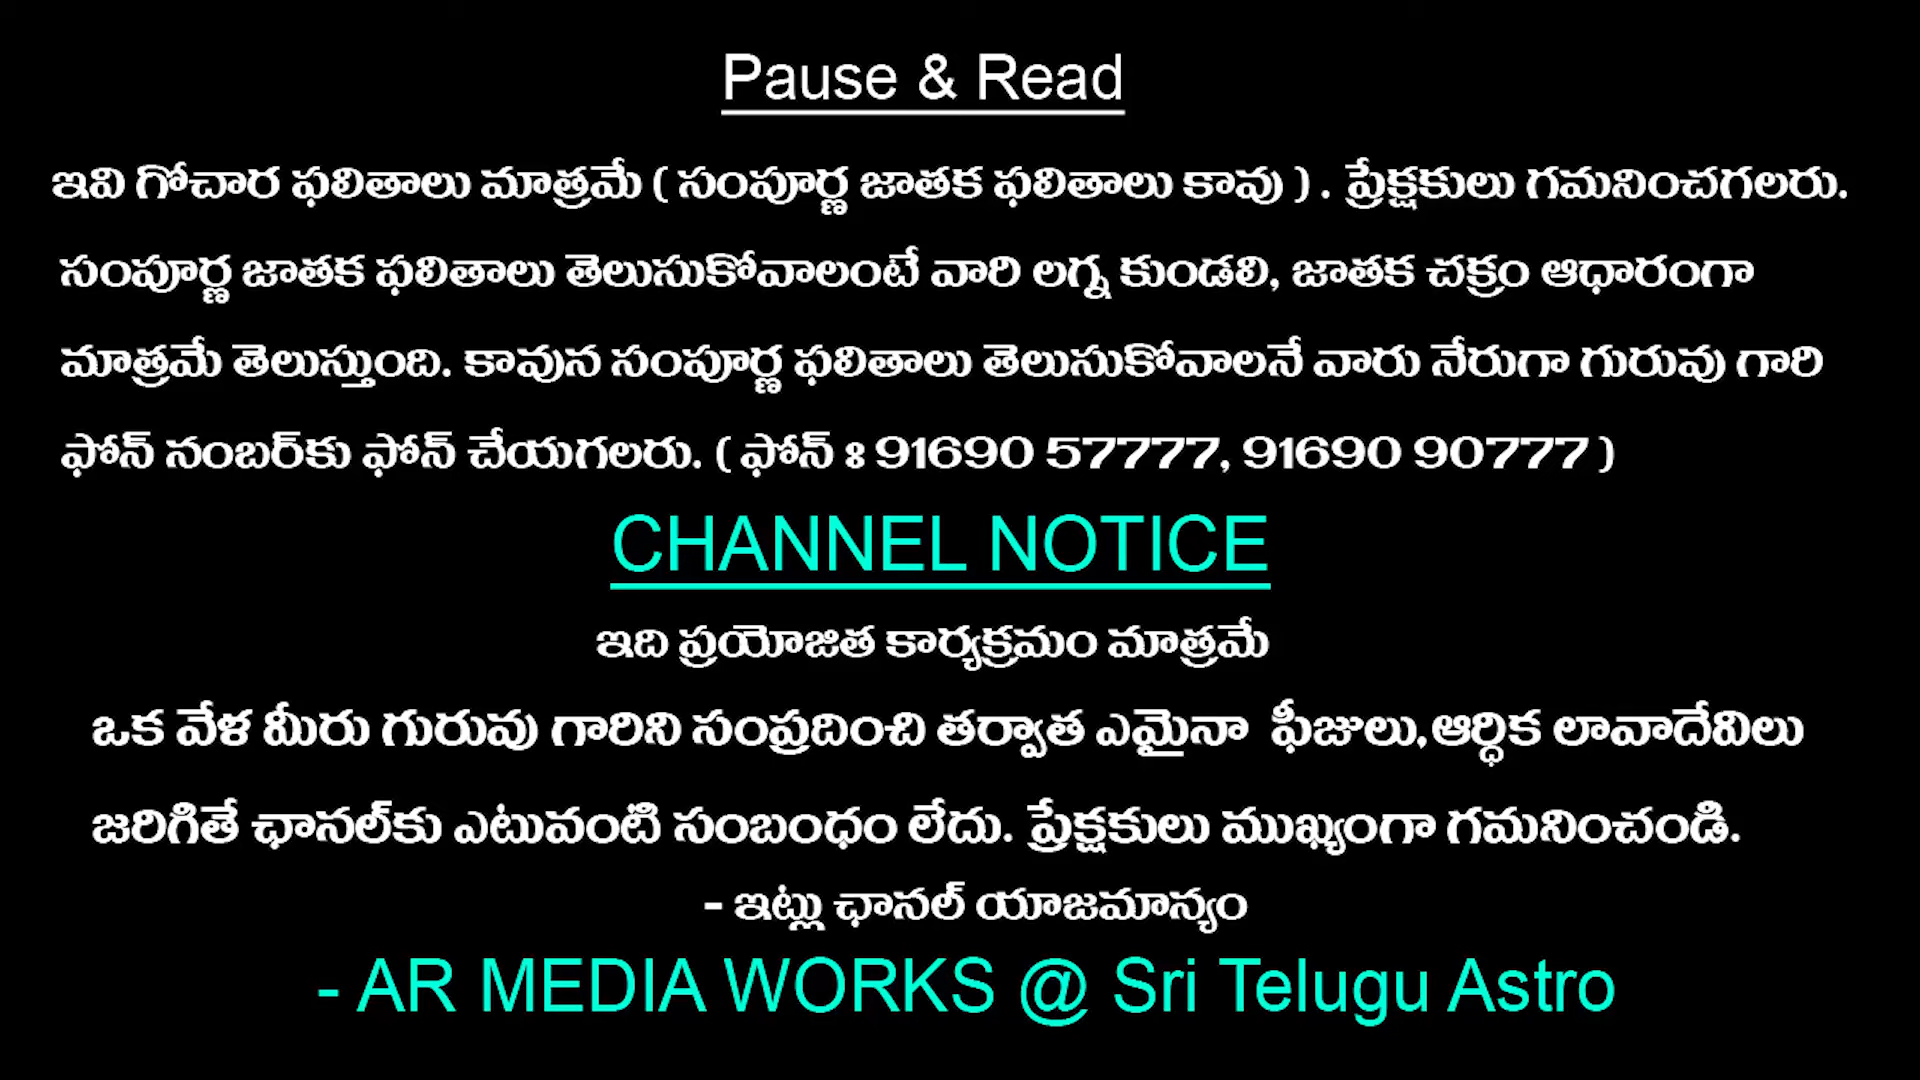 Pause & Read
ఇవి గోచార ఫలితాలు మాత్రమే ( సంపూర్ణ జాతక ఫలితాలు కావు ) . ప్రేక్షకులు గమనించగలరు.
సంపూర్ణ జాతక ఫలితాలు తెలుసుకోవాలంటే వారి లగ్న కుండలి, జాతక చక్రం ఆధారంగా
మాత్రమే తెలుస్తుంది. కావున సంపూర్ణ ఫలితాలు తెలుసుకోవాలనే వారు నేరుగా గురువు గారి
ఫోన్ నంబర్‌కు ఫోన్ చేయగలరు. ( ఫోన్ ః 91690 57777, 91690 90777 )
CHANNEL NOTICE
ఇది ప్రయోజిత కార్యక్రమం మాత్రమే
ఒక వేళ మీరు గురువు గారిని సంప్రదించి తర్వాత ఎమైనా ఫీజులు,ఆర్ధిక లావాదేవిలు
జరిగితే ఛానల్‌కు ఎటువంటి సంబంధం లేదు. ప్రేక్షకులు ముఖ్యంగా గమనించండి.
- ఇట్లు ఛానల్ యాజమాన్యం
- AR MEDIA WORKS @ Sri Telugu Astro